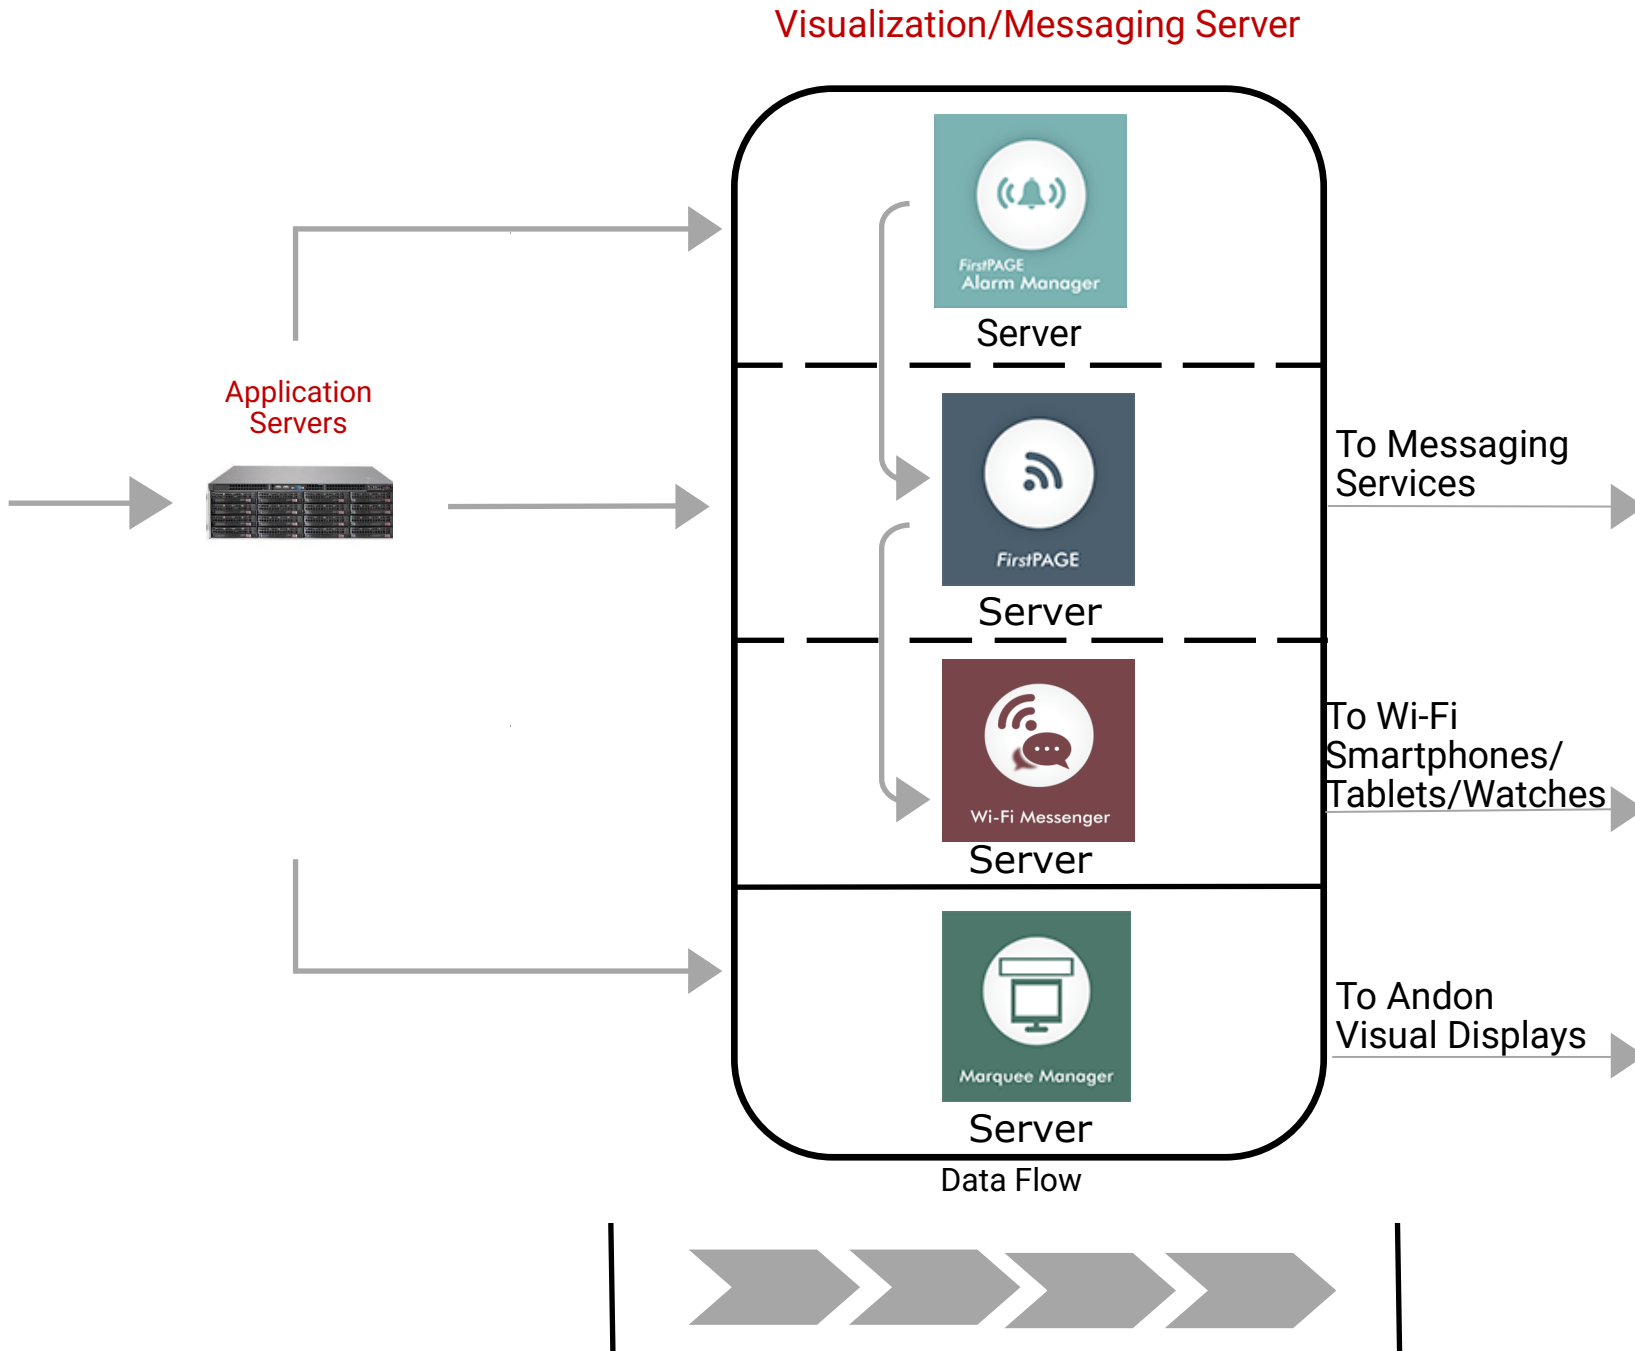 Visualization/Messaging Server
FirstPAGE
Alarm Manager
Server
Application
Servers
To Messaging
Services
FirstPAGE
Server
To Wi-Fi
Smartphones/
Tablets/Watches
Wi-Fi Messenger
Server
To Andon
Visual Displays
Marquee Manager
Server
Data Flow